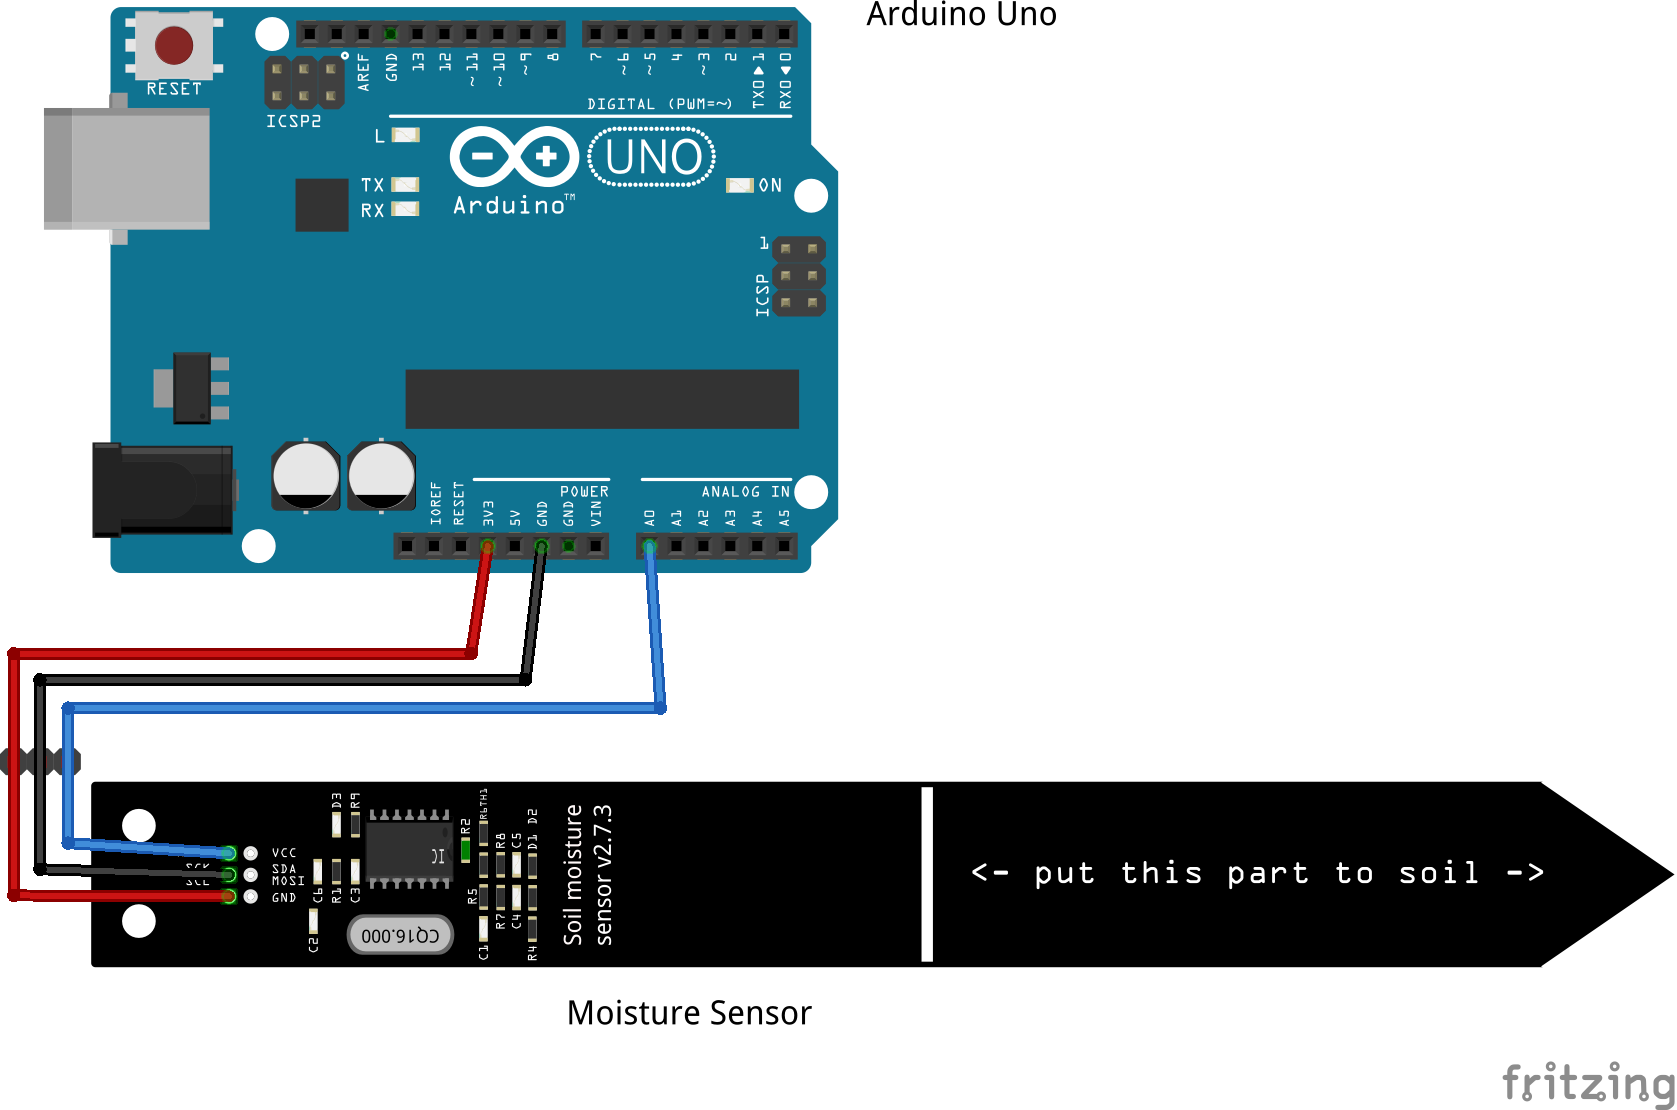 Arduino Uno
RESET
ICSP2
AREF
GND
13
12
~11
~10
~9
8
7
~6
~5
4
~3
2
TX0▶1
RX0◀0
DIGITAL (PWM=~)
L
TX
RX
UNO
Arduino™
ON
1
ICSP
POWER
ANALOG IN
IOREF
RESET
3V3
5V
GND
GND
VIN
A0
A1
A2
A3
A4
A5
VCC
SDA
MOSI
GND
D3
R9
C6
R1
C3
C2
IC
CQ16.000
R2
R6TH1
R8
C5
D1 D2
R5
R7
C4
C1
R4
Soil moisture
sensor v2.7.3
<- put this part to soil ->
Moisture Sensor
fritzing